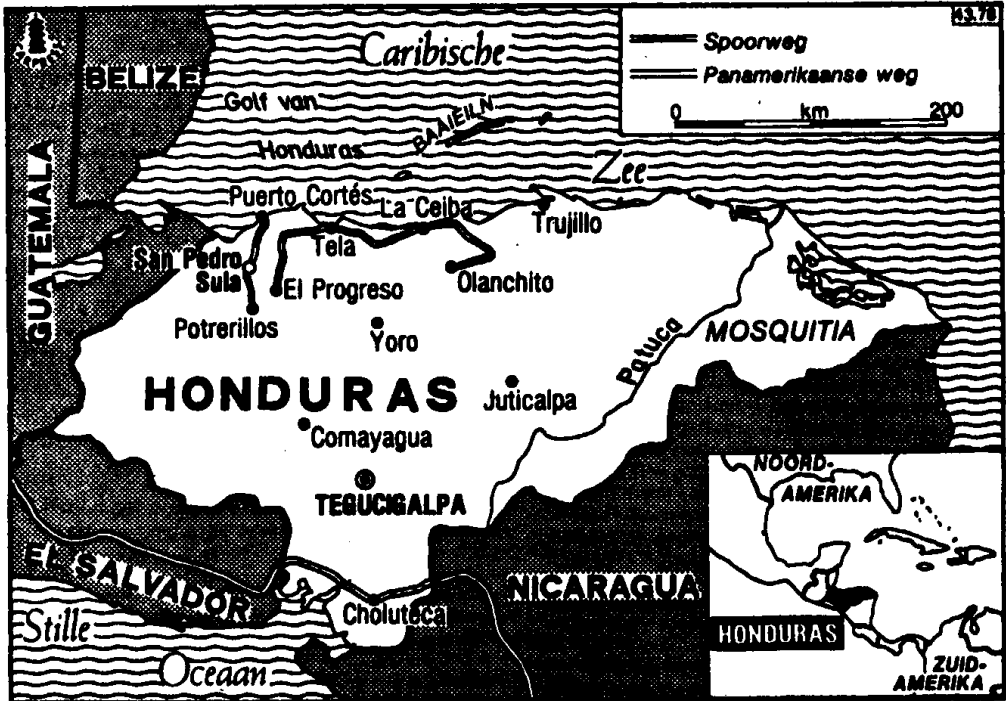 43.78
Caribische
Spoorweg
Panamerikaanse weg
0 km 200
BELIZE
Golf van
Honduras
BAAIEILN
Zee
GUATEMALA
Puerto Cortés
La Ceiba
Trujillo
Tela
San Pedro
Sula
El Progreso
Olanchito
Potrerillos
Yoro
Patuca
MOSQUITIA
HONDURAS
Juticalpa
Comayagua
TEGUCIGALPA
EL SALVADOR
NICARAGUA
Choluteca
Stille
Oceaan
NOORD-
AMERIKA
HONDURAS
ZUID-
AMERIKA